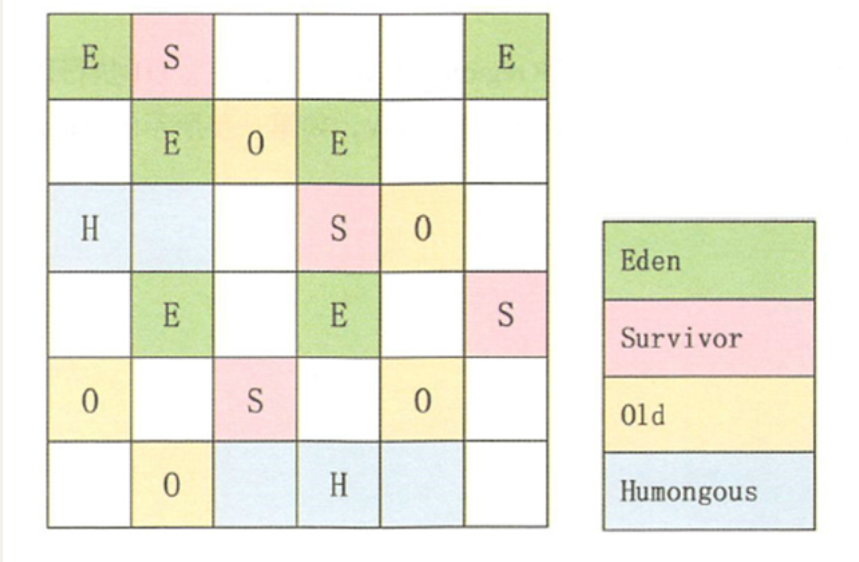 E S E
E O E
H S O
E E S
O S O
O H
Eden
Survivor
Old
Humongous